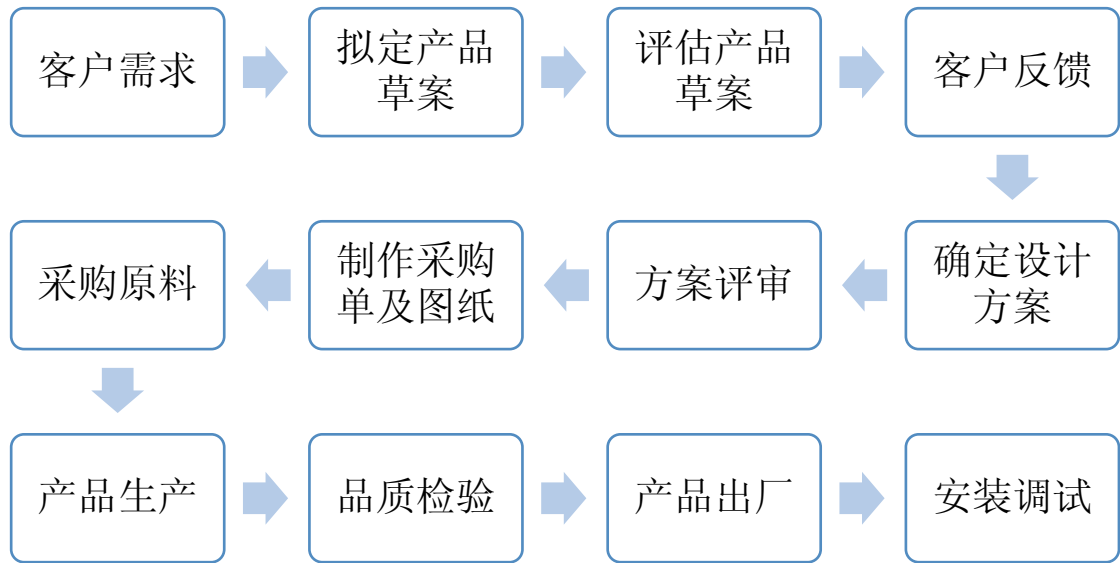 客户需求
拟定产品
草案
评估产品
草案
客户反馈
确定设计
方案
方案评审
制作采购
单及图纸
采购原料
产品生产
品质检验
产品出厂
安装调试